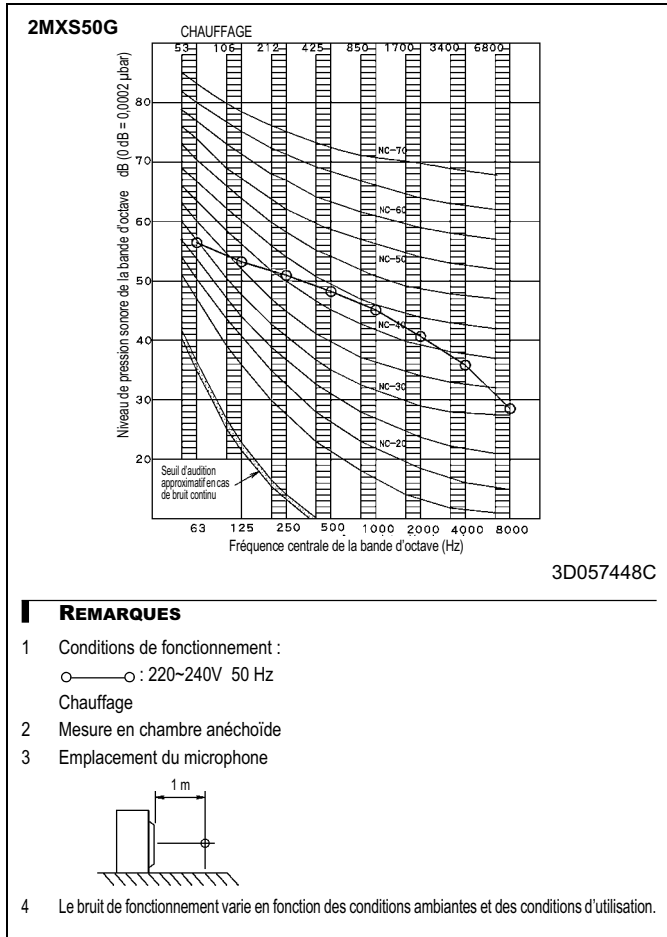 2MXS50G
CHAUFFAGE
53 106 212 425 850 1700 3400 6800
Niveau de pression sonore de la bande d'octave dB (0 dB = 0,0002 µbar)
80
70
60
50
40
30
20
NC-70
NC-60
NC-50
NC-40
NC-30
NC-20
Seuil d'audition
approximatif en cas
de bruit continu
63 125 250 500 1000 2000 4000 8000
Fréquence centrale de la bande d'octave (Hz)
3D057448C
REMARQUES
1 Conditions de fonctionnement :
: 220~240V 50 Hz
Chauffage
2 Mesure en chambre anéchoïde
3 Emplacement du microphone
1 m
4 Le bruit de fonctionnement varie en fonction des conditions ambiantes et des conditions d'utilisation.